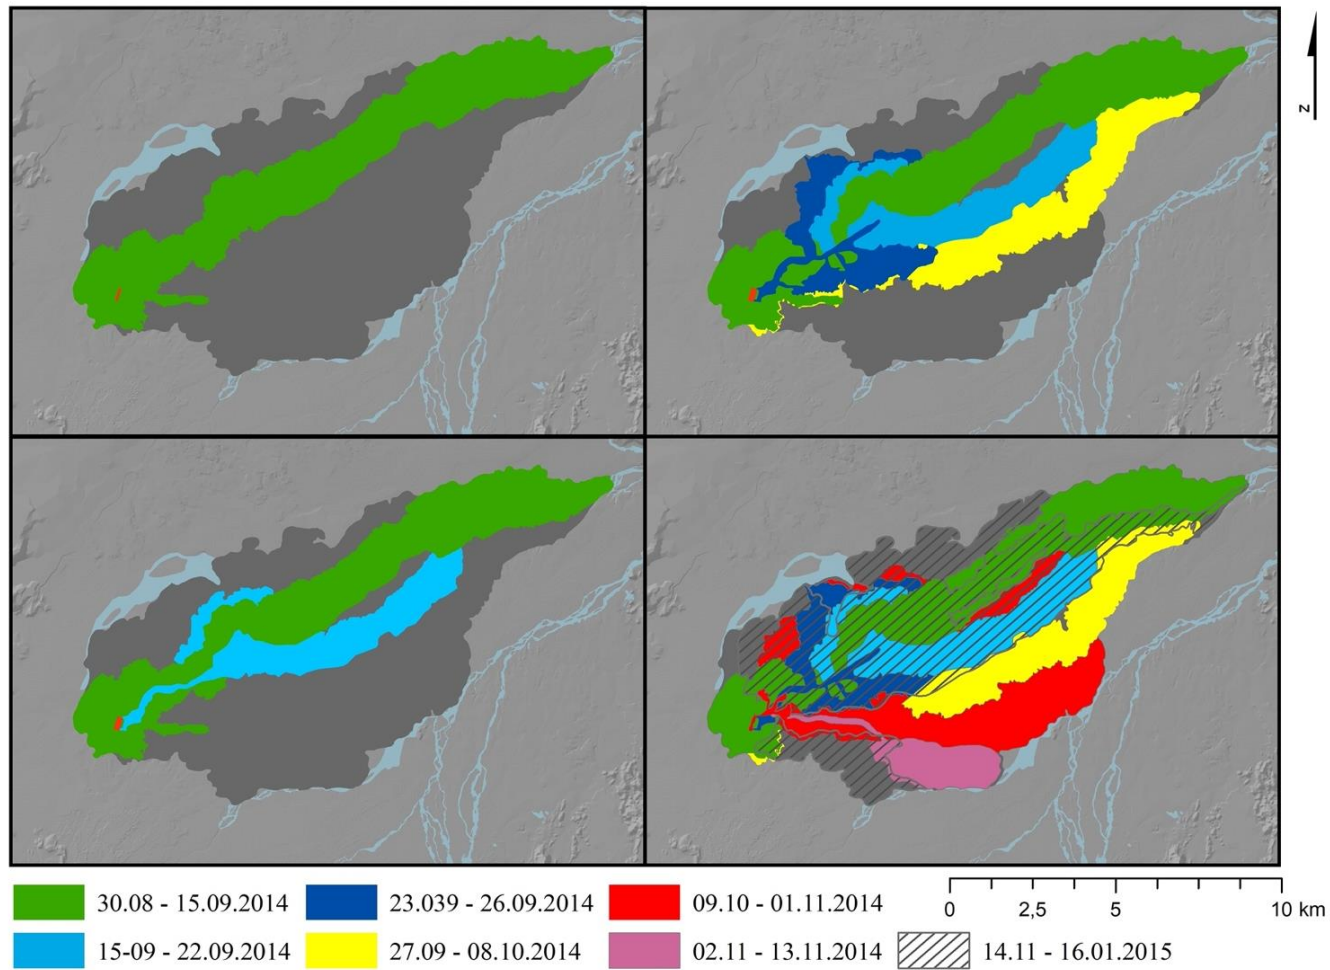 N
30.08 - 15.09.2014
23.039 - 26.09.2014
09.10 - 01.11.2014
0 2,5 5 10 km
15-09 - 22.09.2014
27.09 - 08.10.2014
02.11 - 13.11.2014
14.11 - 16.01.2015